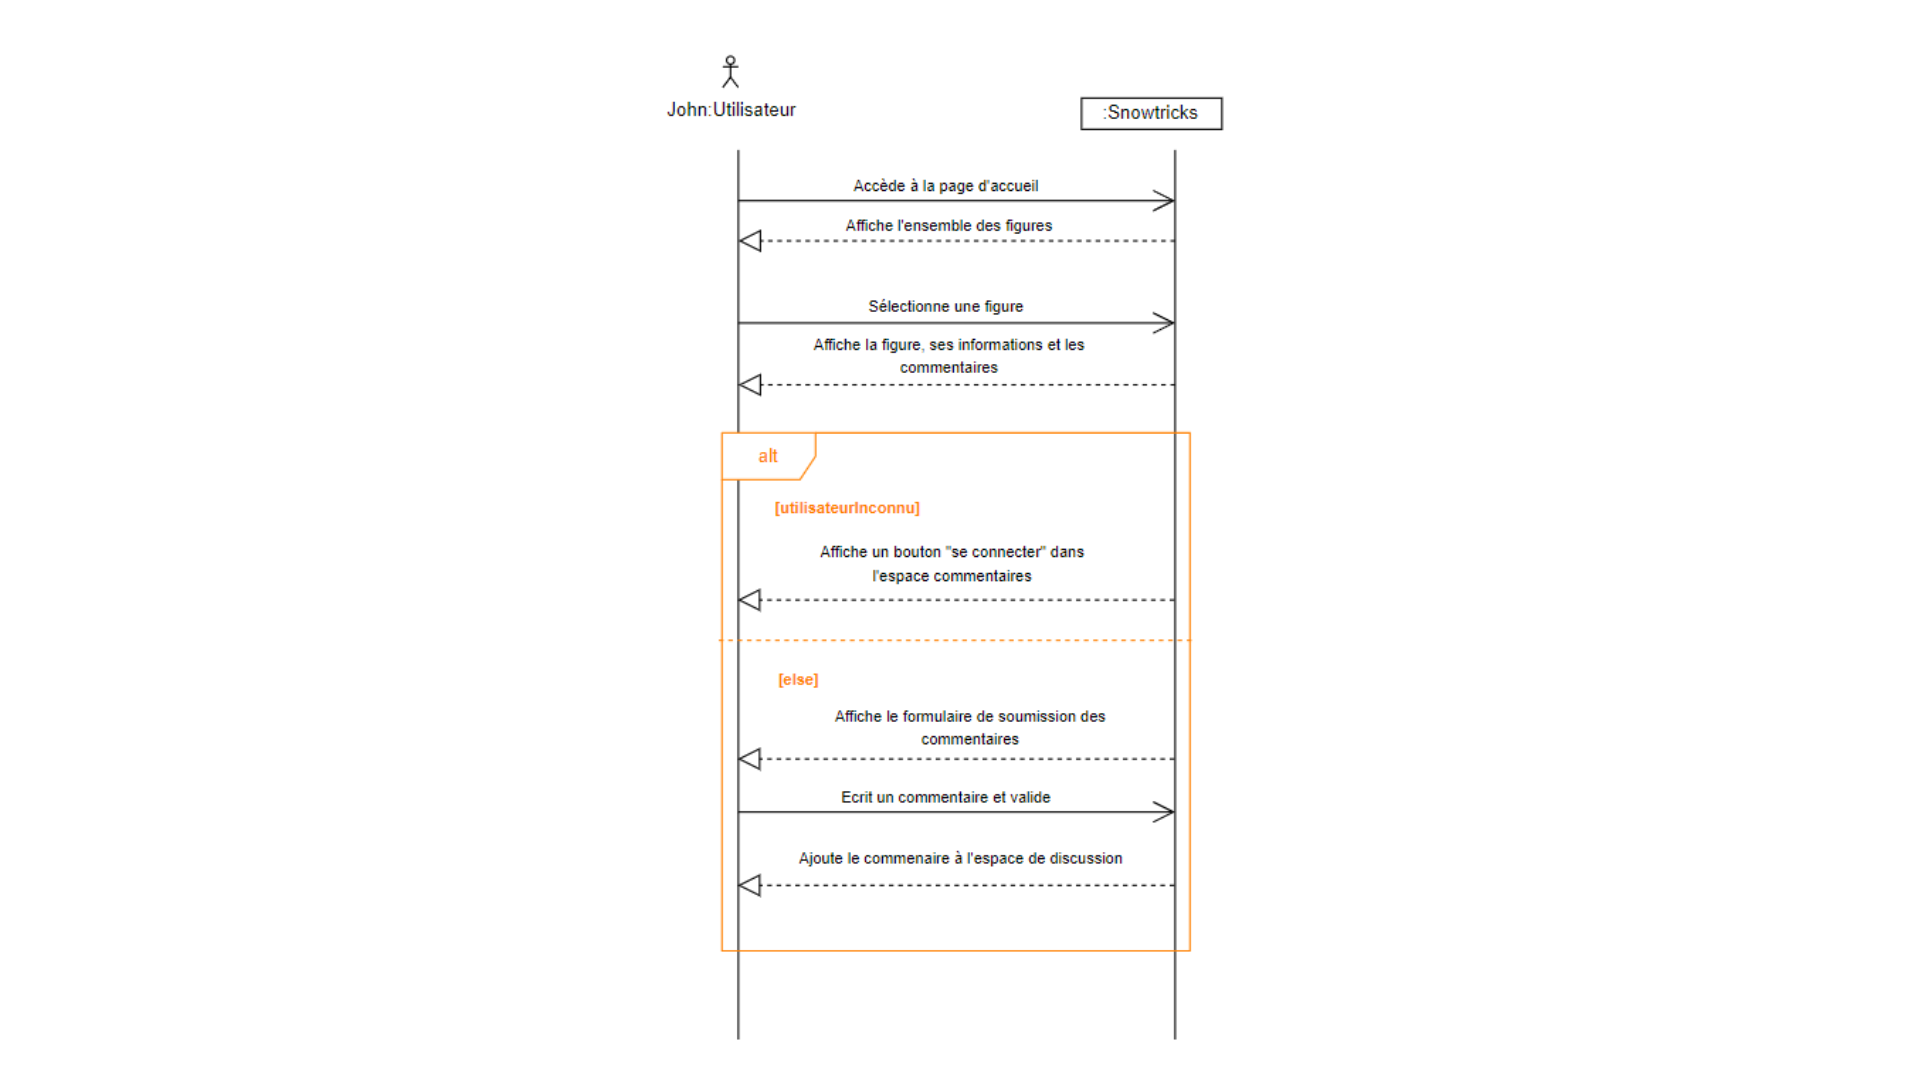 John:Utilisateur
:Snowtricks
Accède à la page d'accueil
Affiche l'ensemble des figures
Sélectionne une figure
Affiche la figure, ses informations et les
commentaires
alt
[utilisateurInconnu]
Affiche un bouton "se connecter" dans
l'espace commentaires
[else]
Affiche le formulaire de soumission des
commentaires
Ecrit un commentaire et valide
Ajoute le commenaire à l'espace de discussion